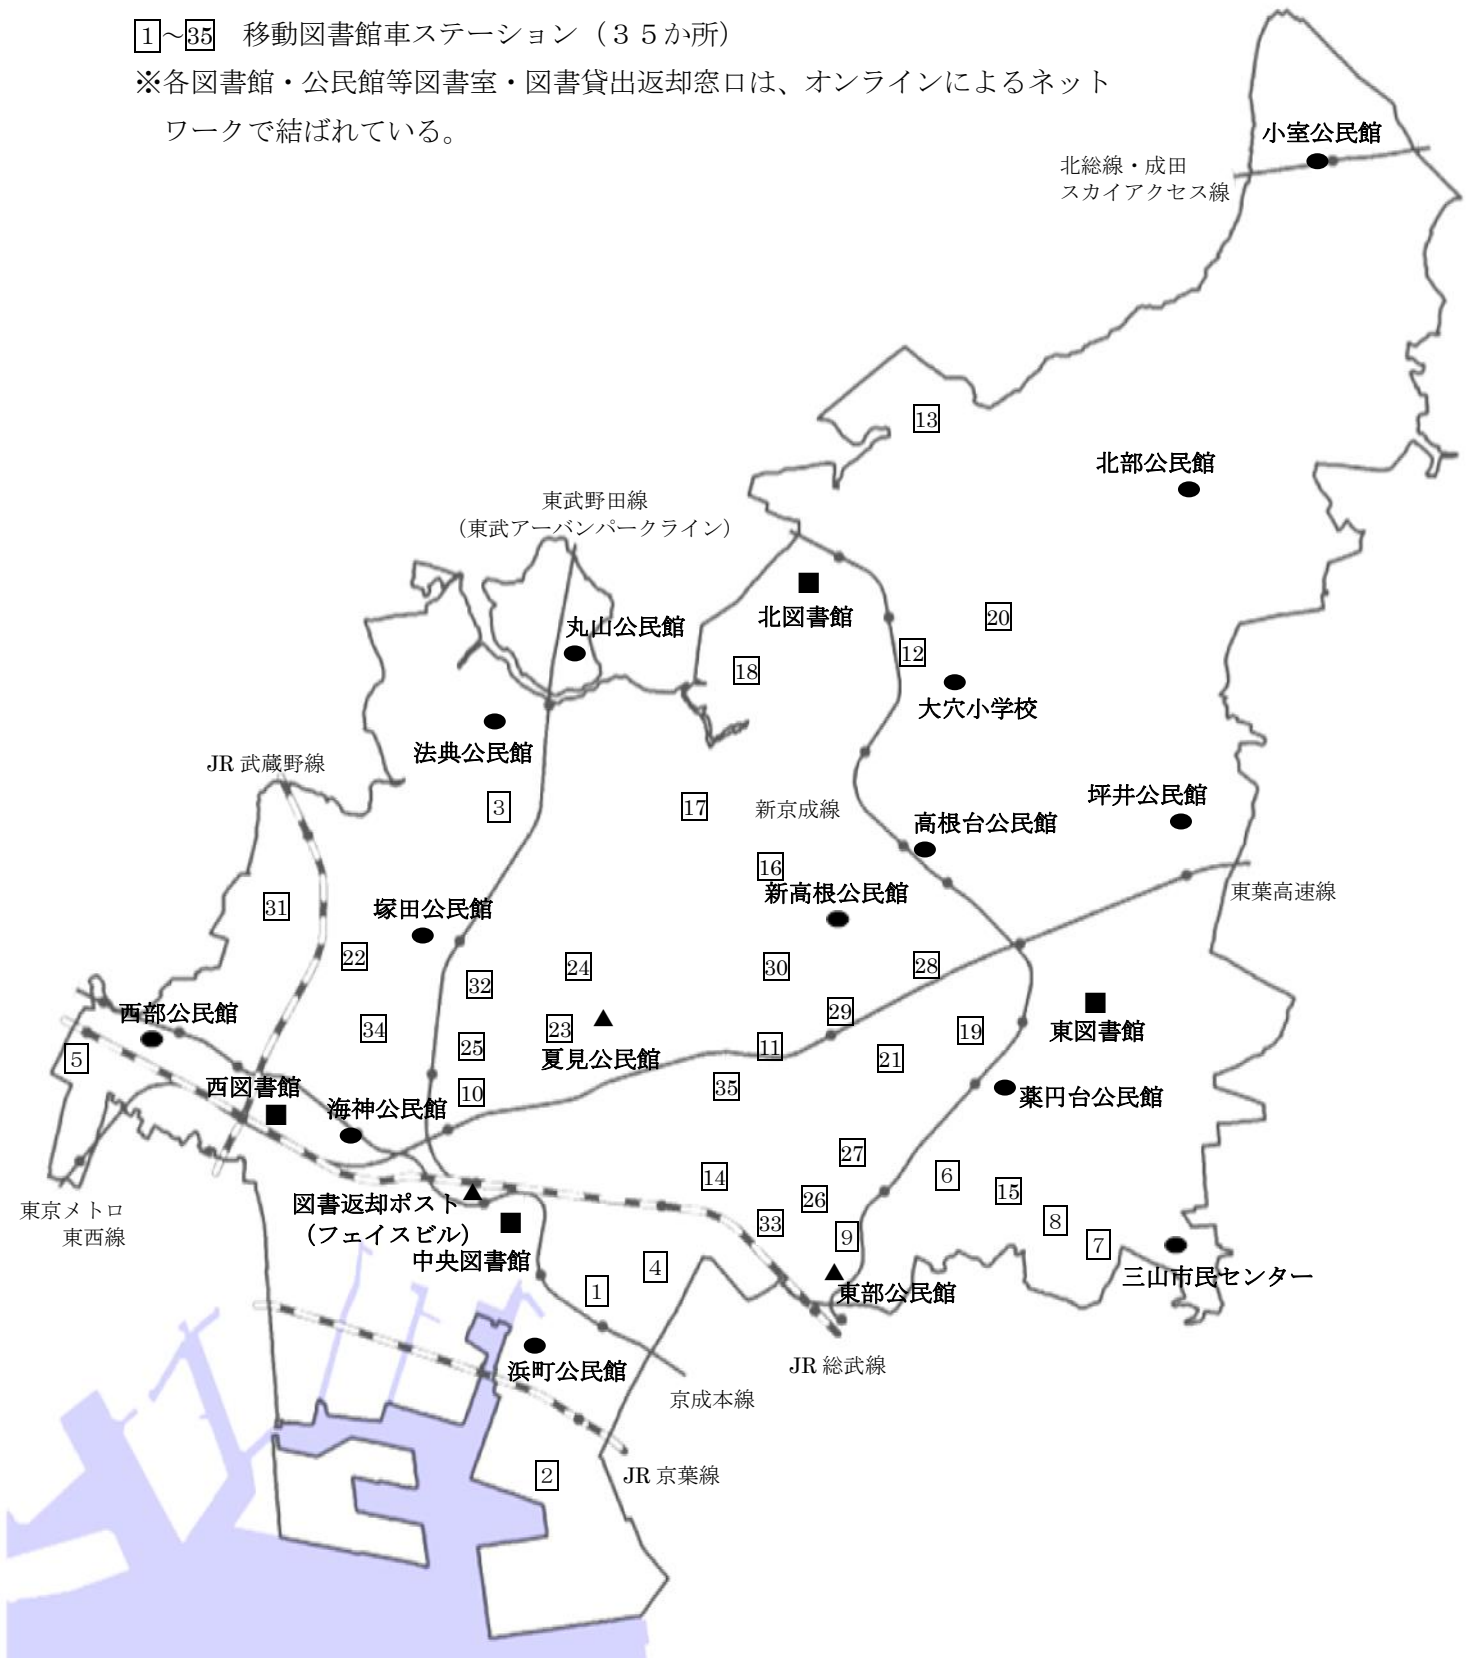 1～35　移動図書館車ステーション（３５か所）
※各図書館・公民館等図書室・図書貸出返却窓口は、オンラインによるネット
ワークで結ばれている。
小室公民館
北総線・成田
スカイアクセス線
13
北部公民館
東武野田線
（東武アーバンパークライン）
北図書館
20
丸山公民館
12
18
大穴小学校
法典公民館
JR 武蔵野線
3
17
新京成線
坪井公民館
高根台公民館
16
新高根公民館
東葉高速線
31
塚田公民館
22
24
30
28
32
西部公民館
29
34
23
19
東図書館
5
25
夏見公民館
11
21
西図書館
10
35
薬円台公民館
海神公民館
27
14
6
図書返却ポスト
（フェイスビル）
26
15
東京メトロ
東西線
33
8
9
7
中央図書館
4
三山市民センター
1
東部公民館
浜町公民館
JR 総武線
京成本線
2
JR 京葉線